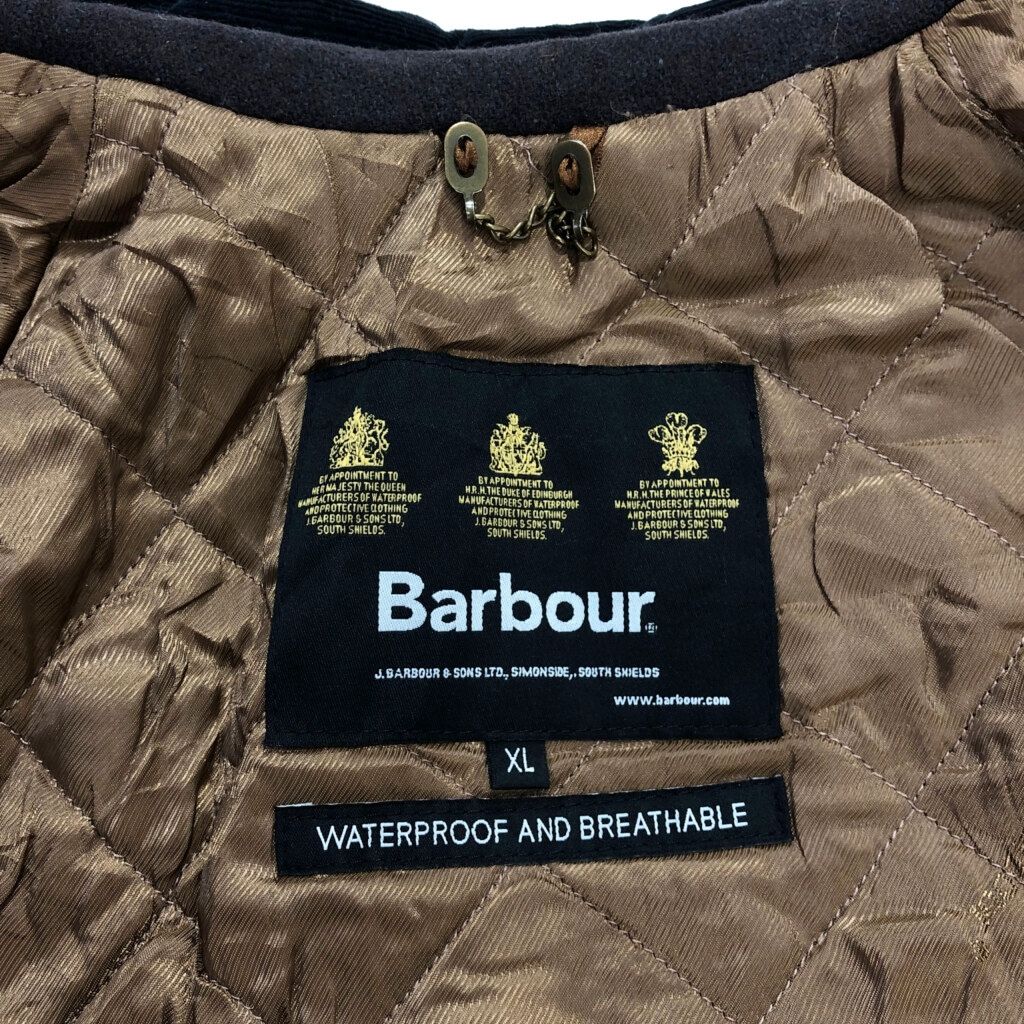 BY APPOINTMENT TO
HER MAJESTY THE QUEEN
MANUFACTURERS OF WATERPROOF
AND PROTECTIVE CLOTHING
J.BARBOUR & SONS LTD,
SOUTH SHIELDS.
BY APPOINTMENT TO
H.R.H. THE DUKE OF EDINBURGH
MANUFACTURERS OF WATERPROOF
AND PROTECTIVE CLOTHING
J.BARBOUR & SONS LTD,
SOUTH SHIELDS.
BY APPOINTMENT TO
H.R.H. THE PRINCE OF WALES
MANUFACTURERS OF WATERPROOF
AND PROTECTIVE CLOTHING
J.BARBOUR & SONS LTD,
SOUTH SHIELDS.
Barbour
J. BARBOUR & SONS LTD., SIMONSIDE,, SOUTH SHIELDS
www.barbour.com
XL
WATERPROOF AND BREATHABLE